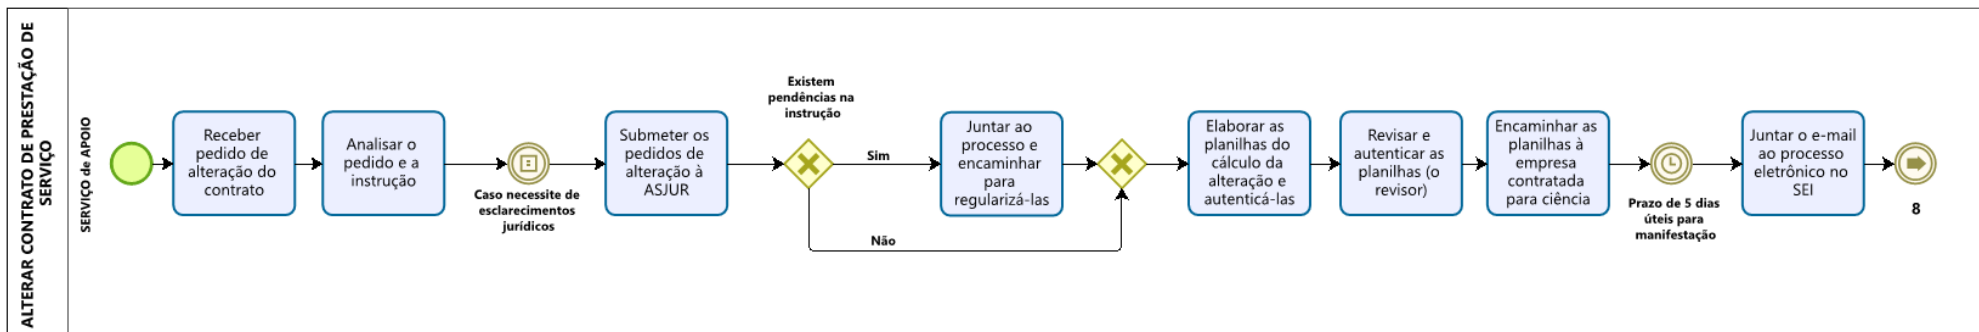 ALTERAR CONTRATO DE PRESTAÇÃO DE
SERVIÇO
SERVIÇO de APOIO
Receber
pedido de
alteração do
contrato
Analisar o
pedido e a
instrução
Caso necessite de
esclarecimentos
jurídicos
Submeter os
pedidos de
alteração à
ASJUR
Existem
pendências na
instrução
Sim
Não
Juntar ao
processo e
encaminhar
para
regularizá-las
Elaborar as
planilhas do
cálculo da
alteração e
autenticá-las
Revisar e
autenticar as
planilhas (o
revisor)
Encaminhar as
planilhas à
empresa
contratada
para ciência
Prazo de 5 dias
úteis para
manifestação
Juntar o e-mail
ao processo
eletrônico no
SEI
8